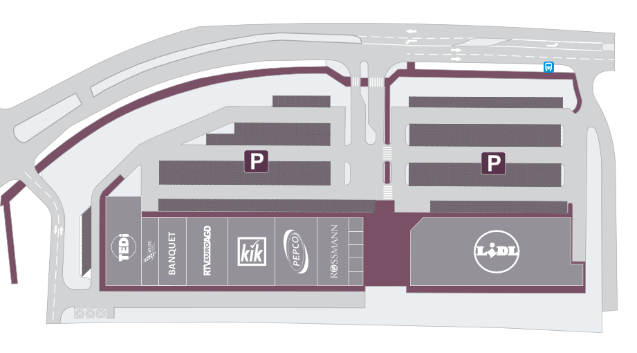 P
P
TEDi
BANQUET
RTV EURO AGD
kik
PEPCO
ROSSMANN
LIDL